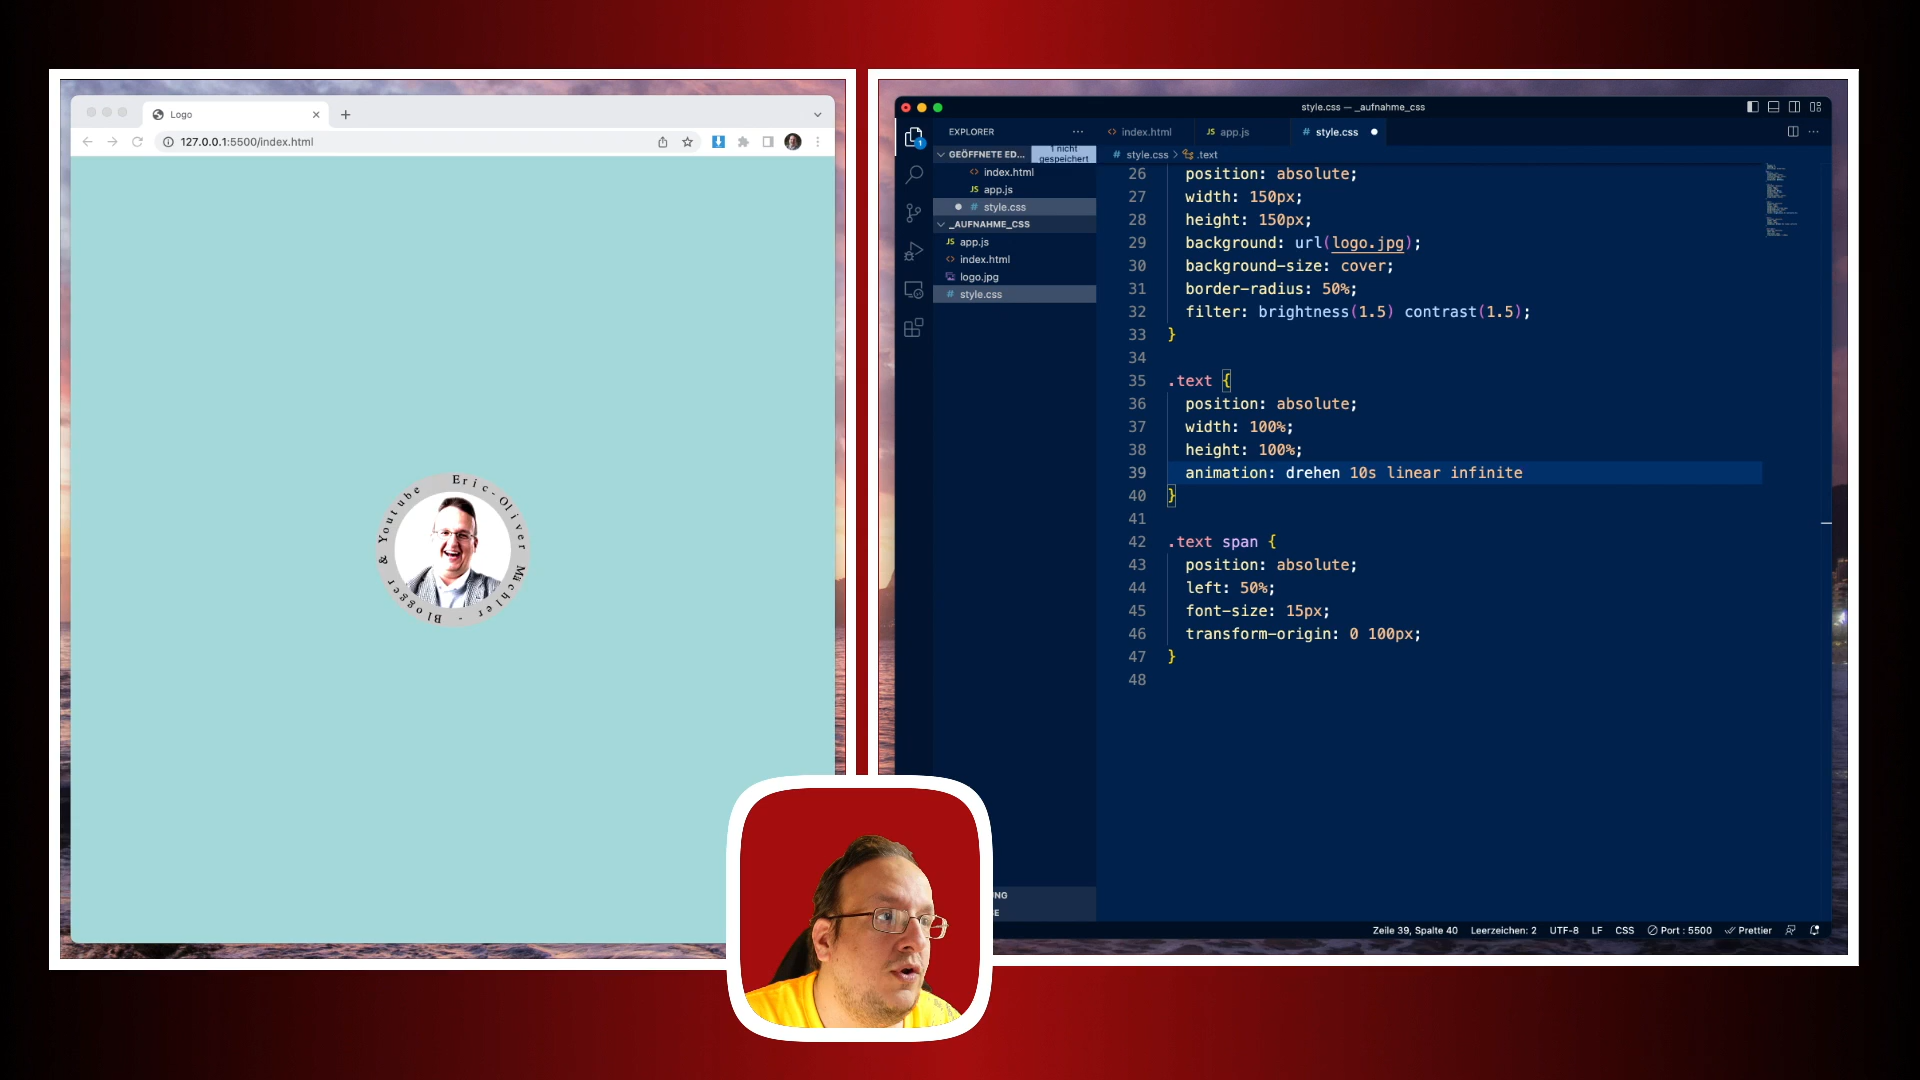 Logo
127.0.0.1:5500/index.html
Eric-Oliver Mächler - Blogger & Youtube
style.css — _aufnahme_css
EXPLORER
index.html
JS app.js
# style.css
GEÖFFNETE ED...
1 nicht gespeichert
# style.css > .text
index.html
JS app.js
# style.css
_AUFNAHME_CSS
JS app.js
index.html
logo.jpg
# style.css
26 position: absolute;
27 width: 150px;
28 height: 150px;
29 background: url(logo.jpg);
30 background-size: cover;
31 border-radius: 50%;
32 filter: brightness(1.5) contrast(1.5);
33 }
34
35 .text {
36 position: absolute;
37 width: 100%;
38 height: 100%;
39 animation: drehen 10s linear infinite
40 }
41
42 .text span {
43 position: absolute;
44 left: 50%;
45 font-size: 15px;
46 transform-origin: 0 100px;
47 }
48
NG
E
Zeile 39, Spalte 40 Leerzeichen: 2 UTF-8 LF CSS Port : 5500 Prettier